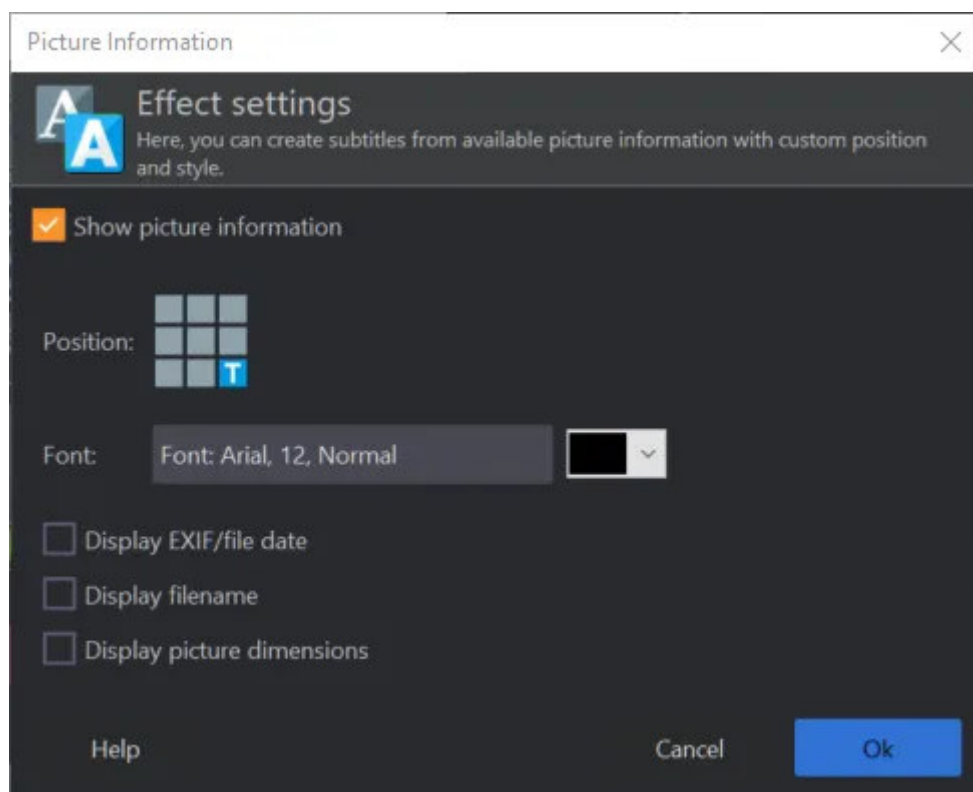 Picture Information
Effect settings
Here, you can create subtitles from available picture information with custom position
and style.
Show picture information
Position:
T
Font:
Font: Arial, 12, Normal
Display EXIF/file date
Display filename
Display picture dimensions
Help
Cancel
Ok